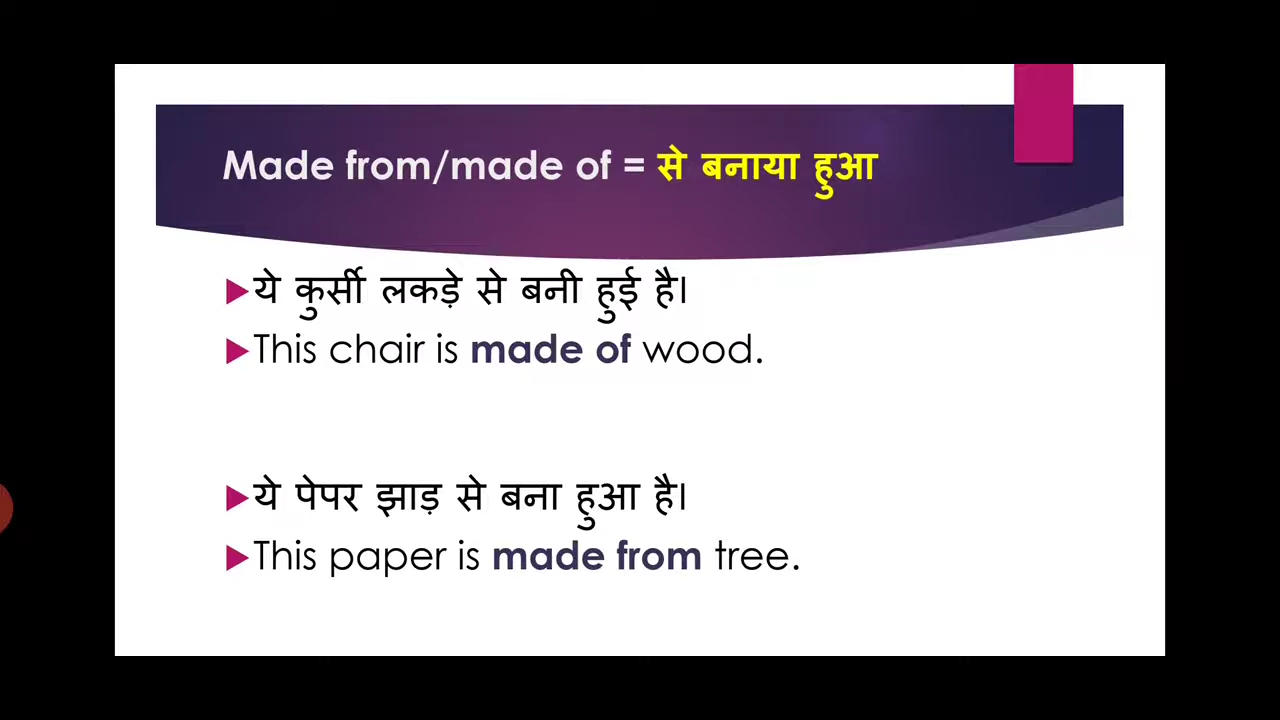 Made from/made of = से बनाया हुआ
ये कुर्सी लकड़े से बनी हुई है।
This chair is made of wood.
ये पेपर झाड़ से बना हुआ है।
This paper is made from tree.